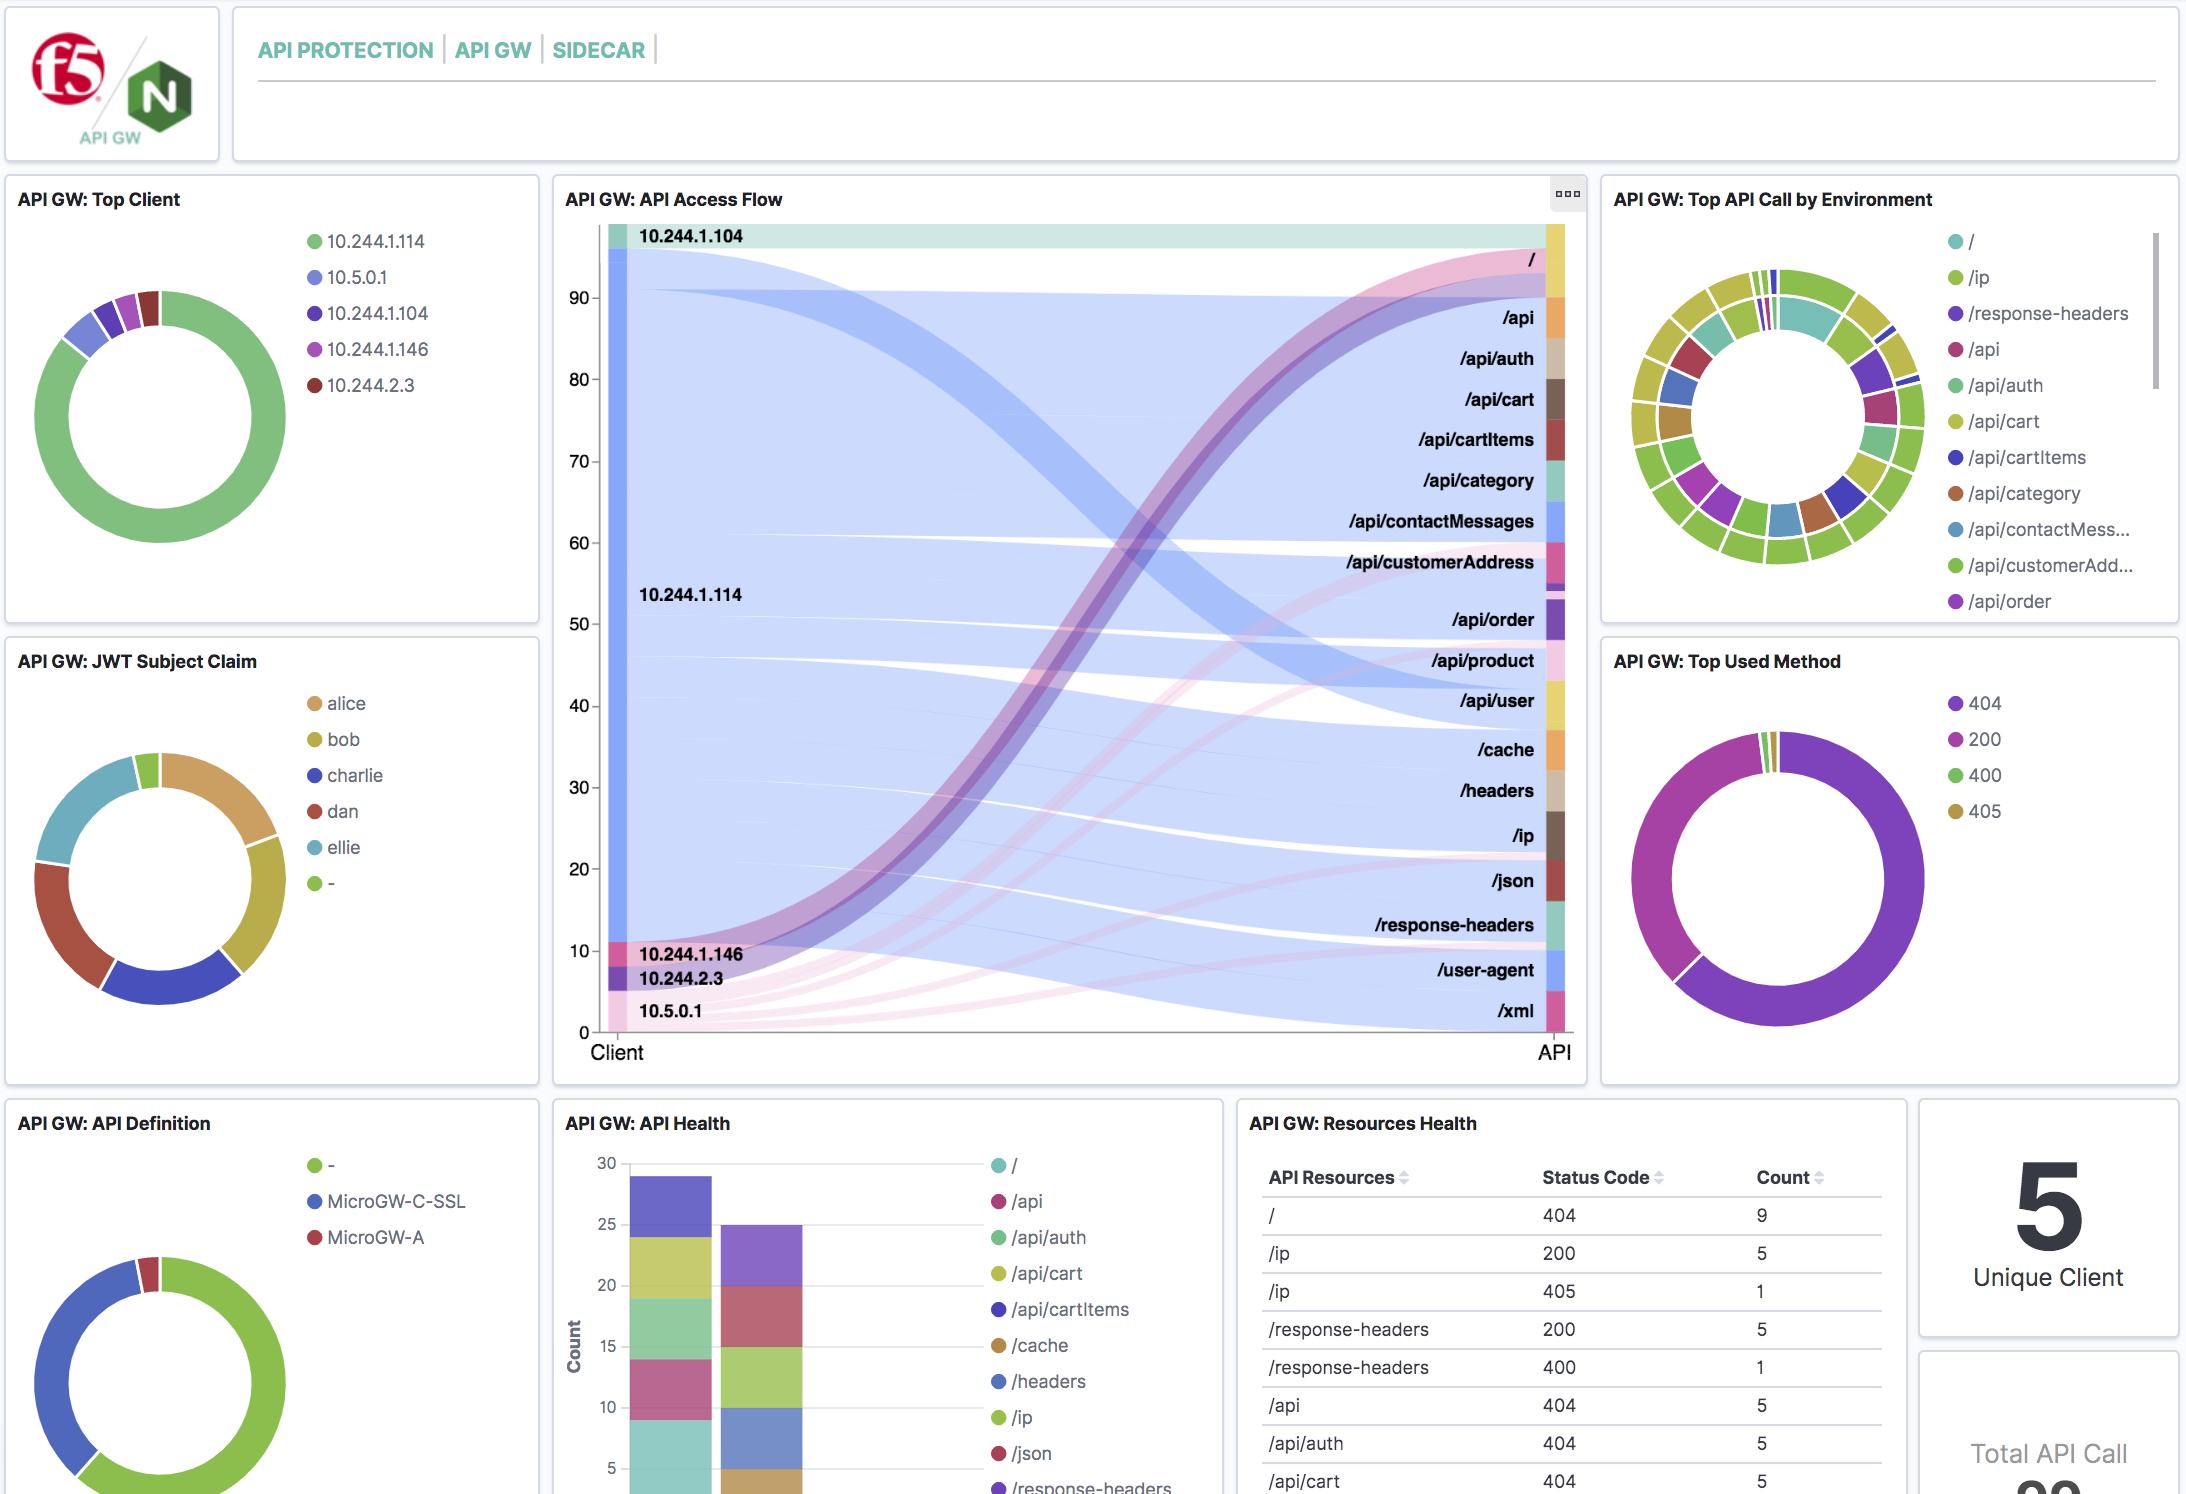 f5 N
API GW
API PROTECTION | API GW | SIDECAR |
API GW: Top Client
10.244.1.114
10.5.0.1
10.244.1.104
10.244.1.146
10.244.2.3
API GW: API Access Flow
10.244.1.104
10.244.1.114
10.244.1.146
10.244.2.3
10.5.0.1
90
80
70
60
50
40
30
20
10
0
/
/api
/api/auth
/api/cart
/api/cartItems
/api/category
/api/contactMessages
/api/customerAddress
/api/order
/api/product
/api/user
/cache
/headers
/ip
/json
/response-headers
/user-agent
/xml
Client
API
API GW: Top API Call by Environment
/
/ip
/response-headers
/api
/api/auth
/api/cart
/api/cartItems
/api/category
/api/contactMess...
/api/customerAdd...
/api/order
API GW: JWT Subject Claim
alice
bob
charlie
dan
ellie
-
API GW: Top Used Method
404
200
400
405
API GW: API Definition
-
MicroGW-C-SSL
MicroGW-A
API GW: API Health
Count
30
25
20
15
10
5
/
/api
/api/auth
/api/cart
/api/cartItems
/cache
/headers
/ip
/json
/response-headers
API GW: Resources Health
API Resources Status Code Count
/ 404 9
/ip 200 5
/ip 405 1
/response-headers 200 5
/response-headers 400 1
/api 404 5
/api/auth 404 5
/api/cart 404 5
5
Unique Client
Total API Call